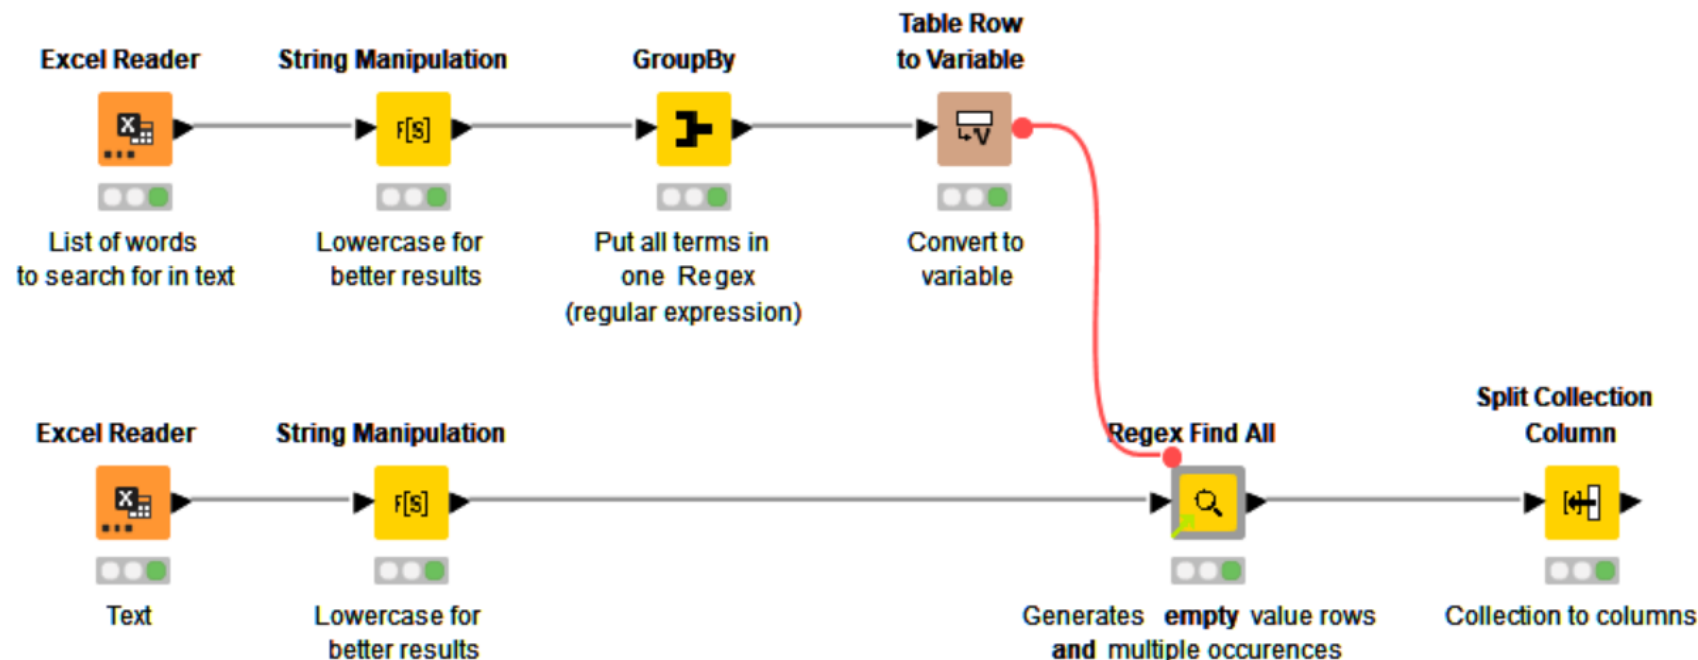 Table Row
to Variable
Excel Reader
String Manipulation
GroupBy
List of words
to search for in text
Lowercase for
better results
Put all terms in
one Regex
(regular expression)
Convert to
variable
Excel Reader
String Manipulation
Regex Find All
Split Collection
Column
Text
Lowercase for
better results
Generates empty value rows
and multiple occurences
Collection to columns